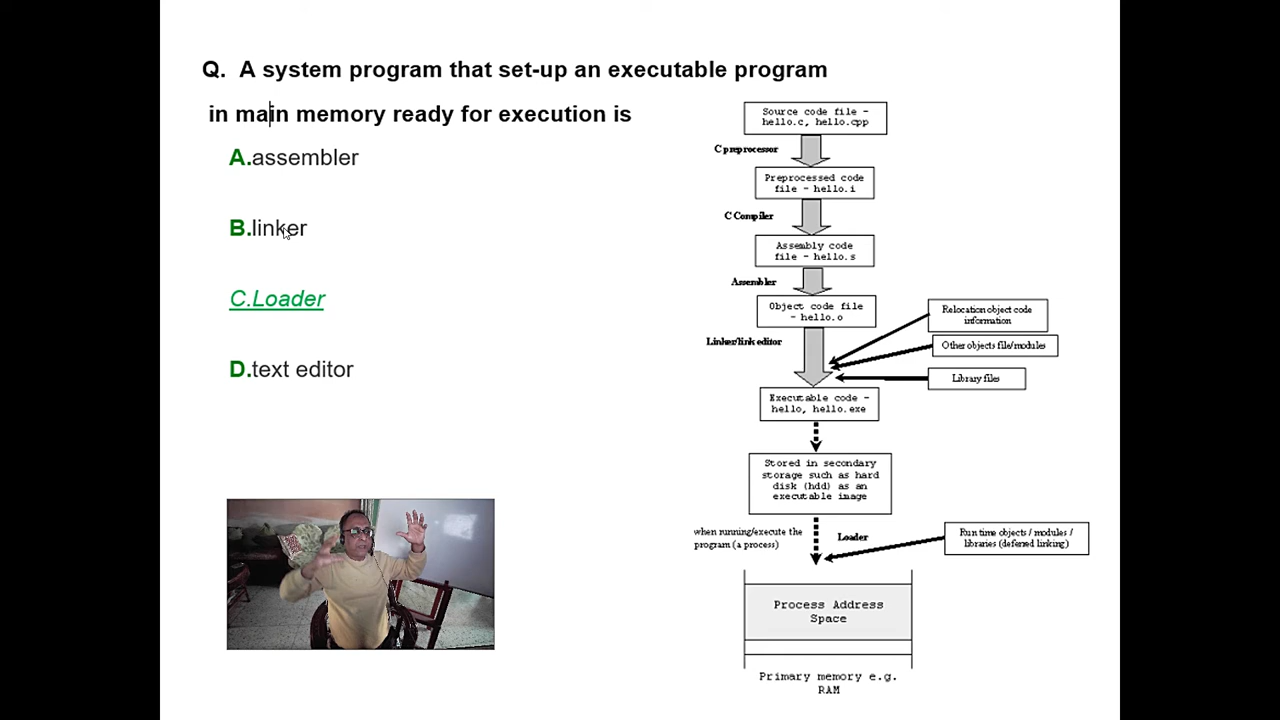 Q. A system program that set-up an executable program
in main memory ready for execution is
A.assembler
B.linker
C.Loader
D.text editor
Source code file -
hello.c, hello.cpp
C preprocessor
Preprocessed code
file - hello.i
C Compiler
Assembly code
file - hello.s
Assembler
Object code file
- hello.o
Relocation object code
information
Linker/link editor
Other objects file/modules
Library files
Executable code -
hello, hello.exe
Stored in secondary
storage such as hard
disk (hdd) as an
executable image
when running/execute the
program (a process)
Loader
Run time objects / modules /
libraries (deferred linking)
Process Address
Space
Primary memory e.g.
RAM